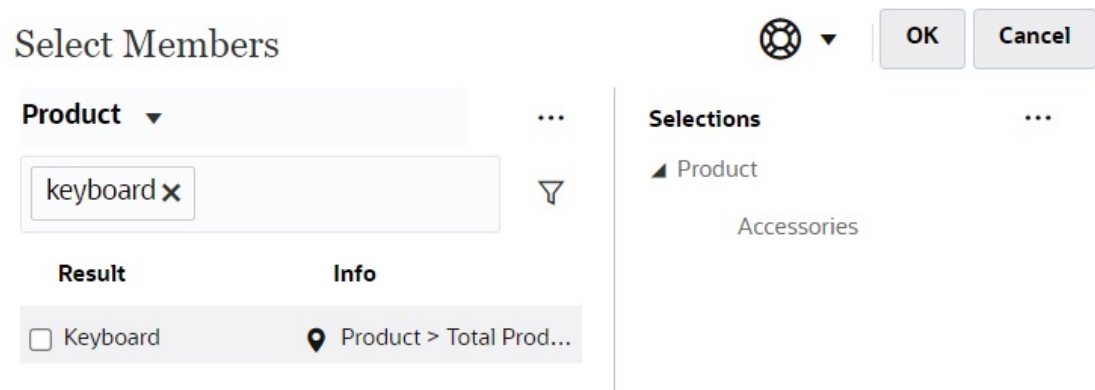 Select Members
OK
Cancel
Product
...
keyboard
Result
Info
Keyboard
Product > Total Prod...
Selections
...
Product
Accessories